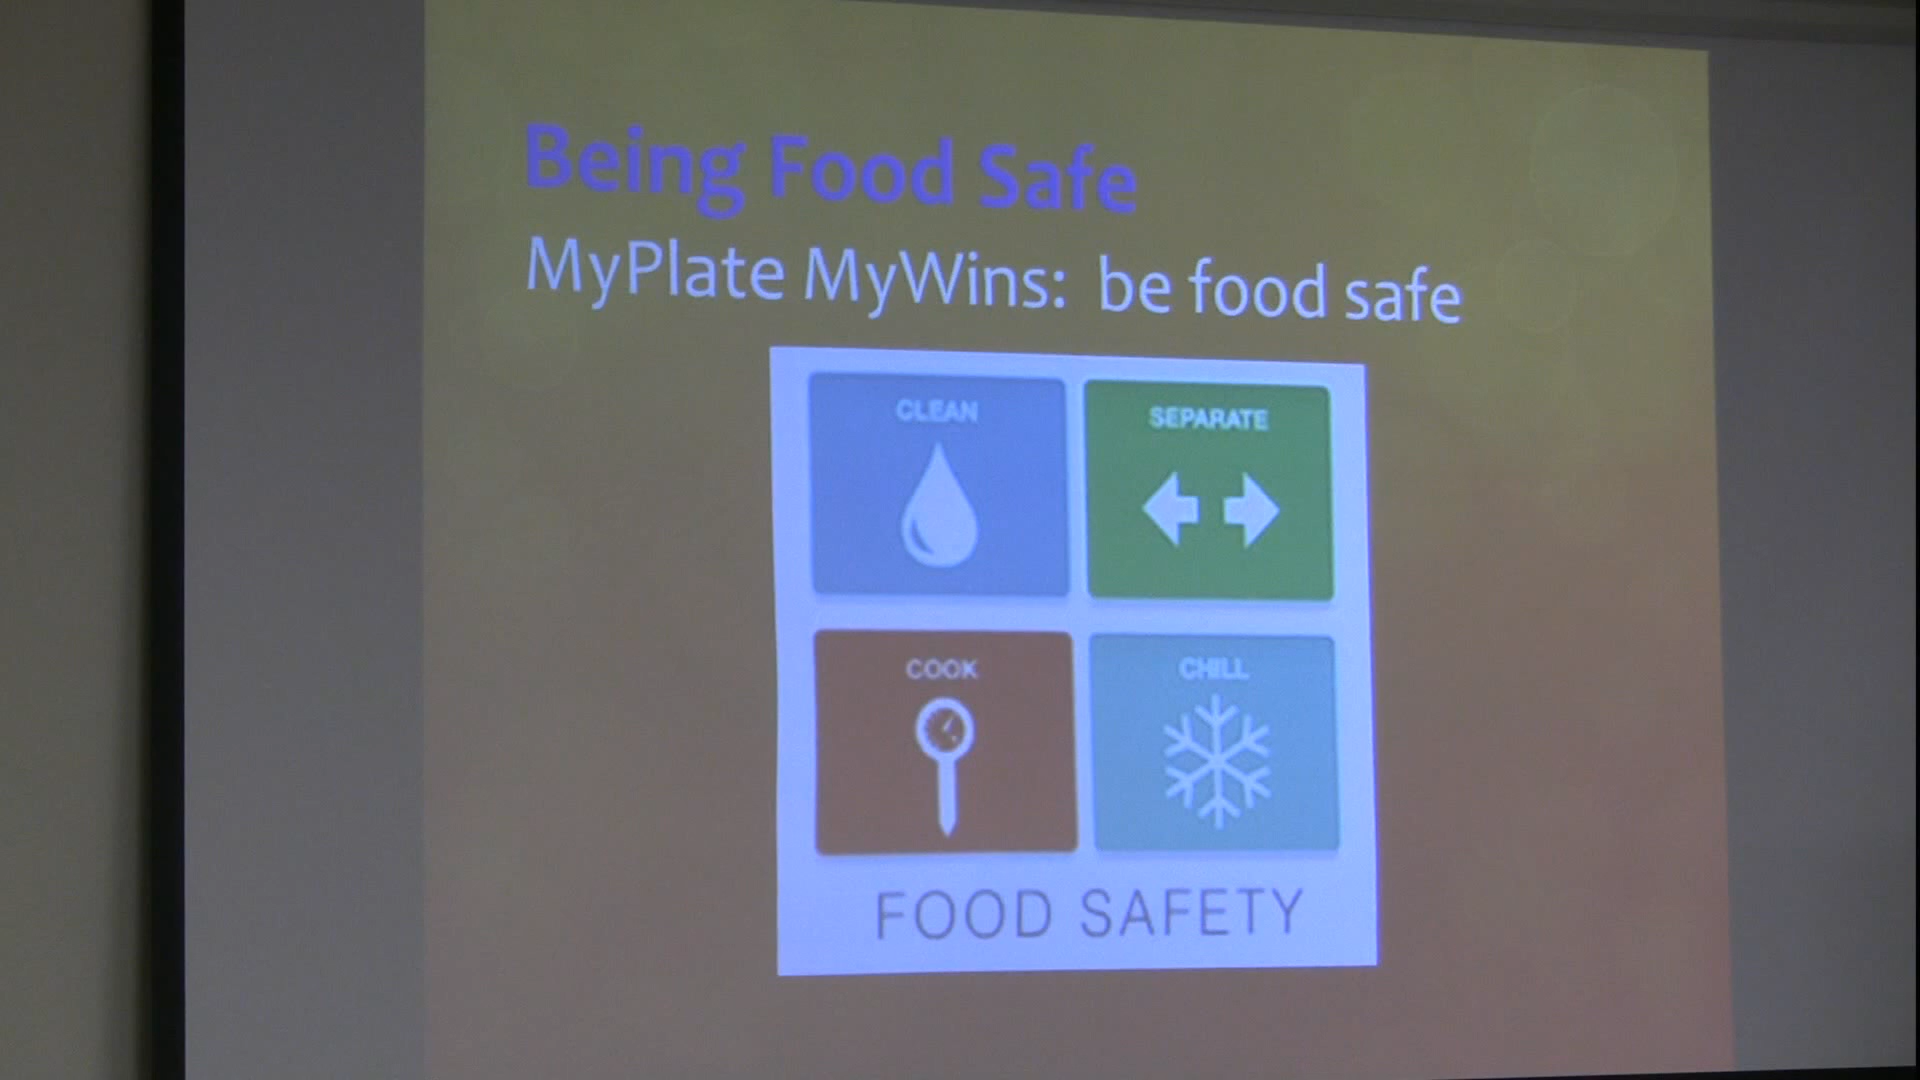 Being Food Safe
MyPlate MyWins: be food safe
CLEAN
SEPARATE
COOK
CHILL
FOOD SAFETY